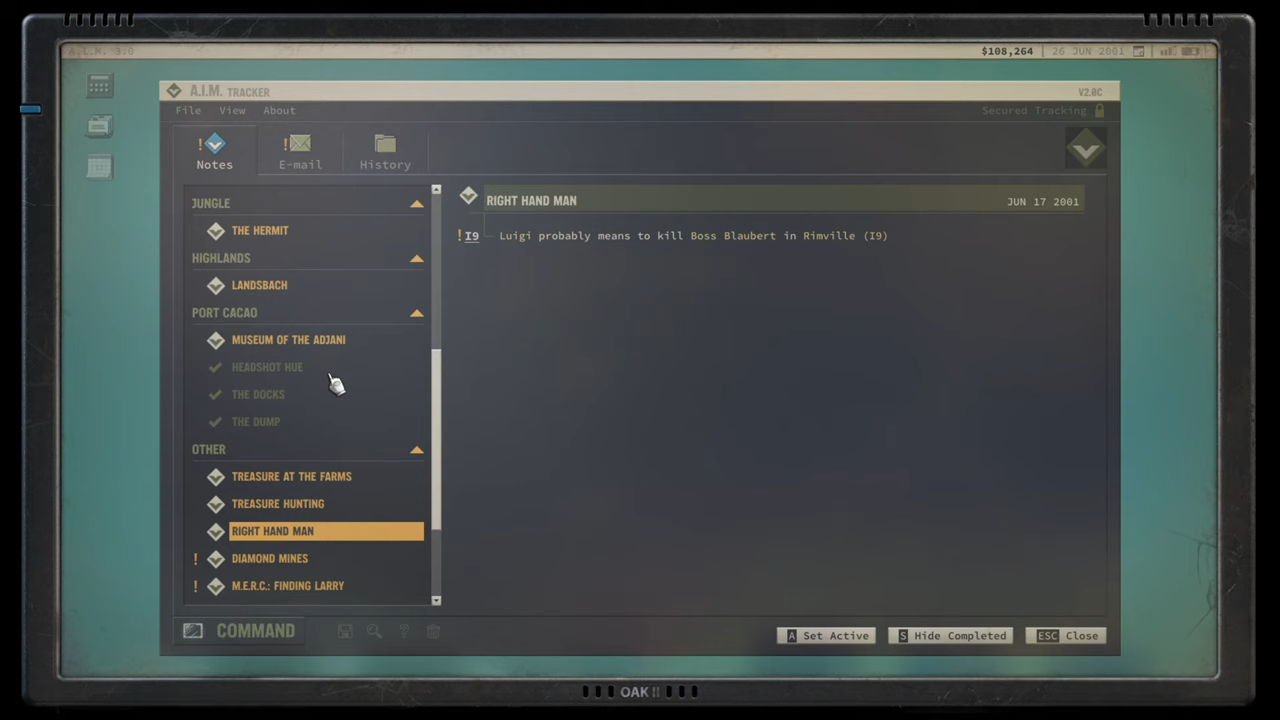 A.I.M. 3.0
$108,264 | 26 JUN 2001
A.I.M. TRACKER
V2.0C
File View About
Secured Tracking
! Notes
! E-mail
History
JUNGLE
THE HERMIT
HIGHLANDS
LANDSBACH
PORT CACAO
MUSEUM OF THE ADJANI
HEADSHOT HUE
THE DOCKS
THE DUMP
OTHER
TREASURE AT THE FARMS
TREASURE HUNTING
RIGHT HAND MAN
! DIAMOND MINES
! M.E.R.C.: FINDING LARRY
RIGHT HAND MAN
JUN 17 2001
! I9 Luigi probably means to kill Boss Blaubert in Rimville (I9)
COMMAND
A Set Active
S Hide Completed
ESC Close
OAK II